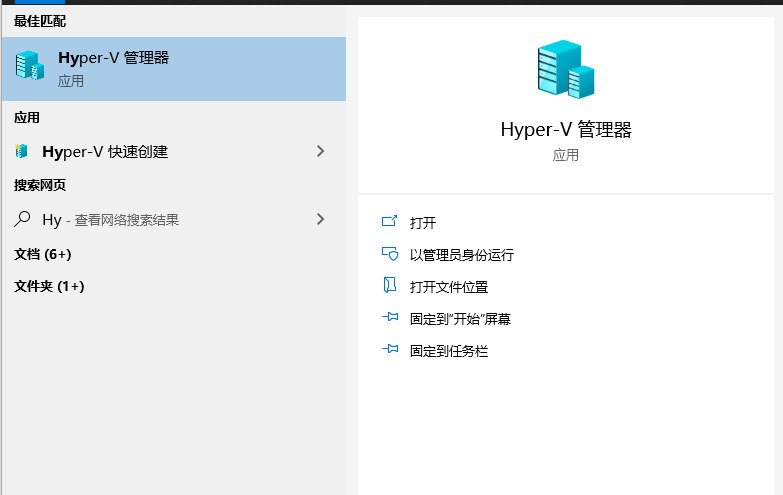 最佳匹配
Hyper-V 管理器
应用
应用
Hyper-V 快速创建
搜索网页
Hy - 查看网络搜索结果
文档 (6+)
文件夹 (1+)
Hyper-V 管理器
应用
打开
以管理员身份运行
打开文件位置
固定到"开始"屏幕
固定到任务栏